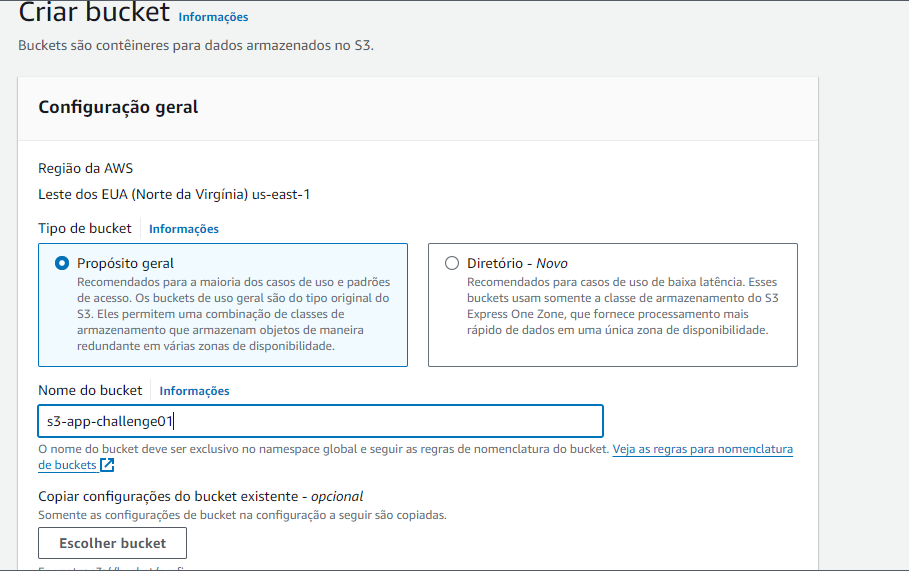 Criar bucket Informações
Buckets são contêineres para dados armazenados no S3.
Configuração geral
Região da AWS
Leste dos EUA (Norte da Virgínia) us-east-1
Tipo de bucket Informações
Propósito geral
Recomendados para a maioria dos casos de uso e padrões
de acesso. Os buckets de uso geral são do tipo original do
S3. Eles permitem uma combinação de classes de
armazenamento que armazenam objetos de maneira
redundante em várias zonas de disponibilidade.
Diretório - Novo
Recomendados para casos de uso de baixa latência. Esses
buckets usam somente a classe de armazenamento do S3
Express One Zone, que fornece processamento mais
rápido de dados em uma única zona de disponibilidade.
Nome do bucket Informações
s3-app-challenge01
O nome do bucket deve ser exclusivo no namespace global e seguir as regras de nomenclatura do bucket. Veja as regras para nomenclatura
de buckets
Copiar configurações do bucket existente - opcional
Somente as configurações de bucket na configuração a seguir são copiadas.
Escolher bucket